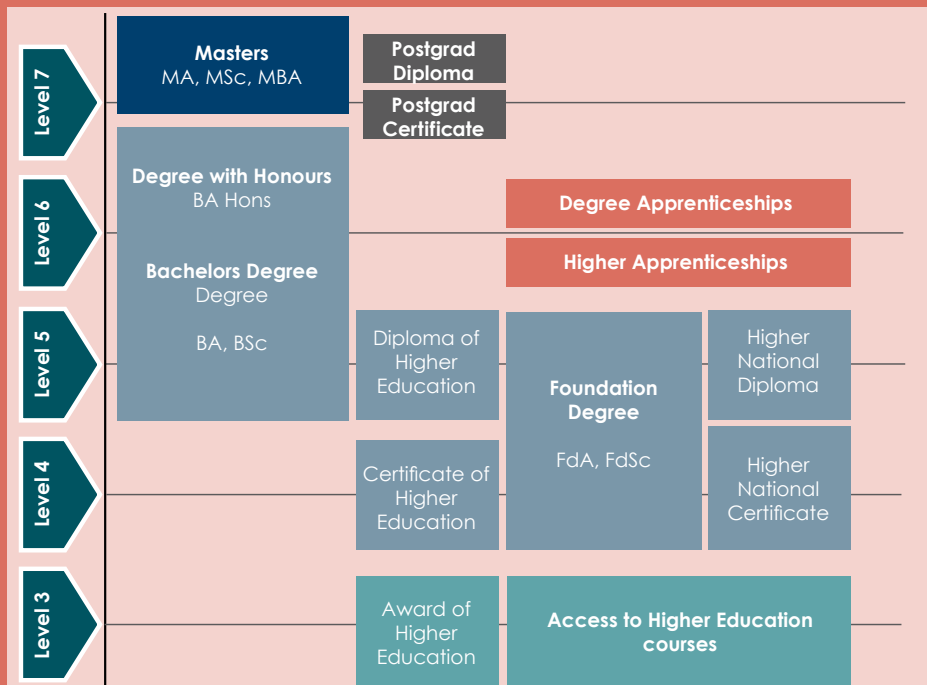 Level 7
Masters
MA, MSc, MBA
Postgrad
Diploma
Postgrad
Certificate
Level 6
Degree with Honours
BA Hons
Bachelors Degree
Degree
BA, BSc
Degree Apprenticeships
Higher Apprenticeships
Level 5
Diploma of
Higher
Education
Foundation
Degree
FdA, FdSc
Higher
National
Diploma
Level 4
Certificate of
Higher
Education
Higher
National
Certificate
Level 3
Award of
Higher
Education
Access to Higher Education
courses